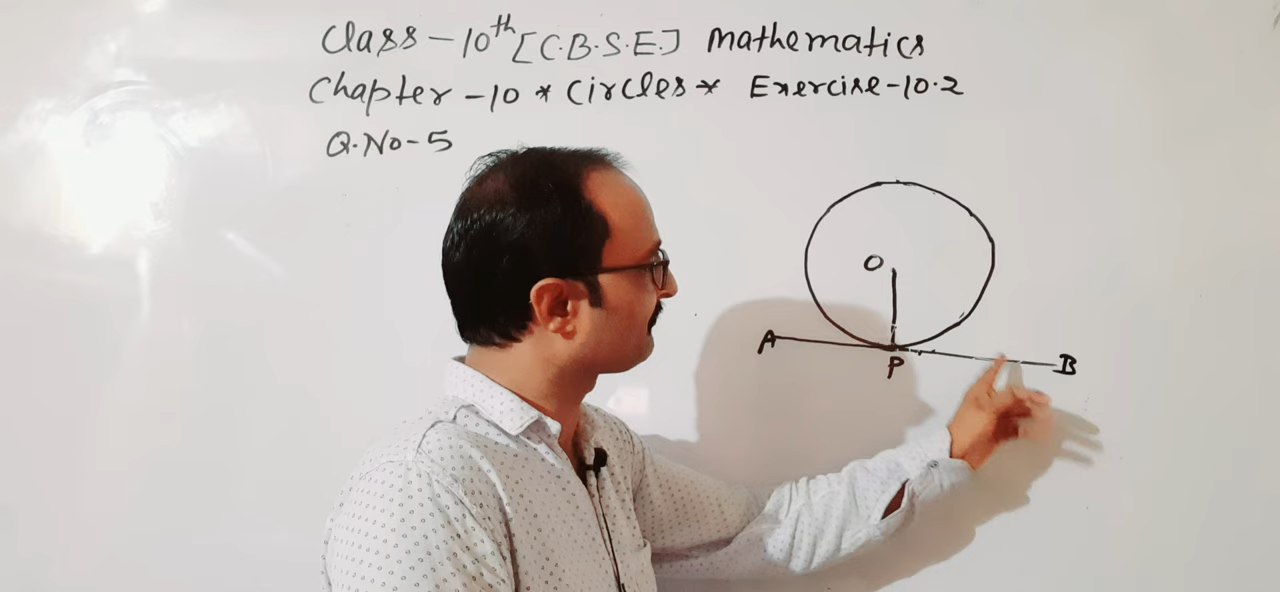 Class-10th [C.B.S.E.] Mathematics
Chapter-10 * Circles * Exercise-10.2
Q.No-5
O
A
P
B